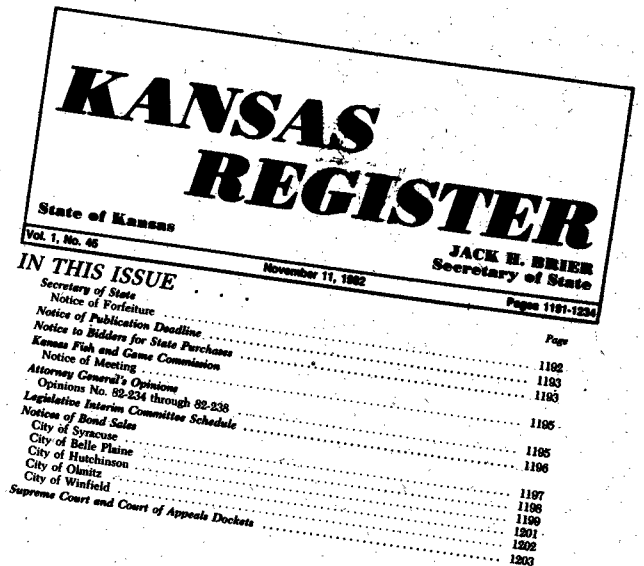 KANSAS
REGISTER
State of Kansas
JACK H. BRIER
Secretary of State
Vol. 1, No. 45 November 11, 1982 Pages 1191-1234
IN THIS ISSUE . . .
Page
Secretary of State
Notice of Forfeiture 1192
Notice of Publication Deadline 1193
Notice to Bidders for State Purchases 1193
Kansas Fish and Game Commission
Notice of Meeting 1195
Attorney General's Opinions
Opinions No. 82-234 through 82-238 1195
Legislative Interim Committee Schedule 1196
Notices of Bond Sales
City of Syracuse 1197
City of Belle Plaine 1198
City of Hutchinson 1199
City of Olmitz 1201
City of Winfield 1202
Supreme Court and Court of Appeals Dockets 1203